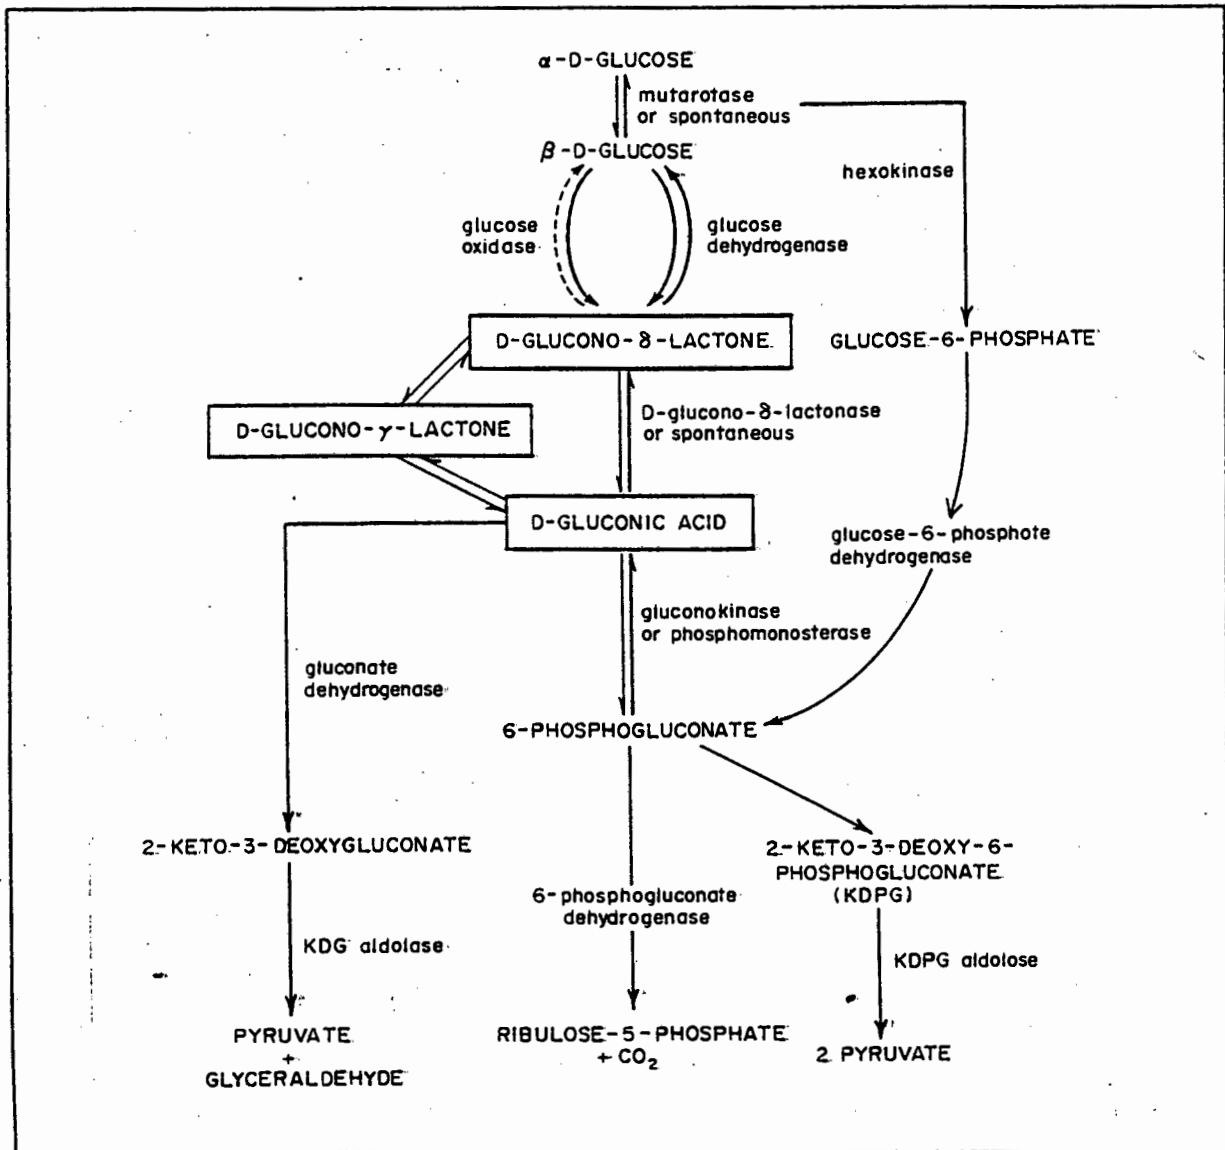 α-D-GLUCOSE
mutarotase
or spontaneous
β-D-GLUCOSE
hexokinase
glucose
oxidase
glucose
dehydrogenase
D-GLUCONO-δ-LACTONE
GLUCOSE-6-PHOSPHATE
D-GLUCONO-γ-LACTONE
D-glucono-δ-lactonase
or spontaneous
D-GLUCONIC ACID
glucose-6-phosphote
dehydrogenase
gluconokinase
or phosphomonosterase
gluconate
dehydrogenase
6-PHOSPHOGLUCONATE
2-KETO-3-DEOXYGLUCONATE
2-KETO-3-DEOXY-6-
PHOSPHOGLUCONATE
(KDPG)
6-phosphogluconate
dehydrogenase
KDG aldolase
KDPG aldolose
PYRUVATE
+
GLYCERALDEHYDE
RIBULOSE-5-PHOSPHATE
+ CO₂
2 PYRUVATE